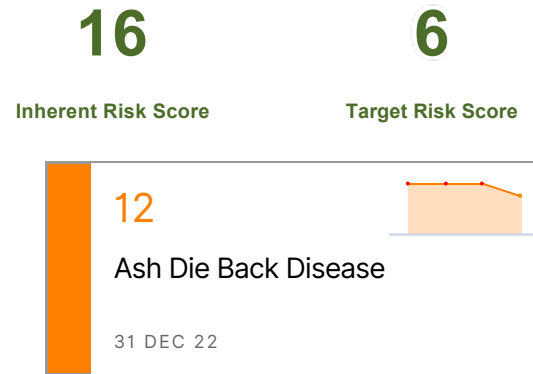 16
6
Inherent Risk Score
Target Risk Score
12
Ash Die Back Disease
31 DEC 22